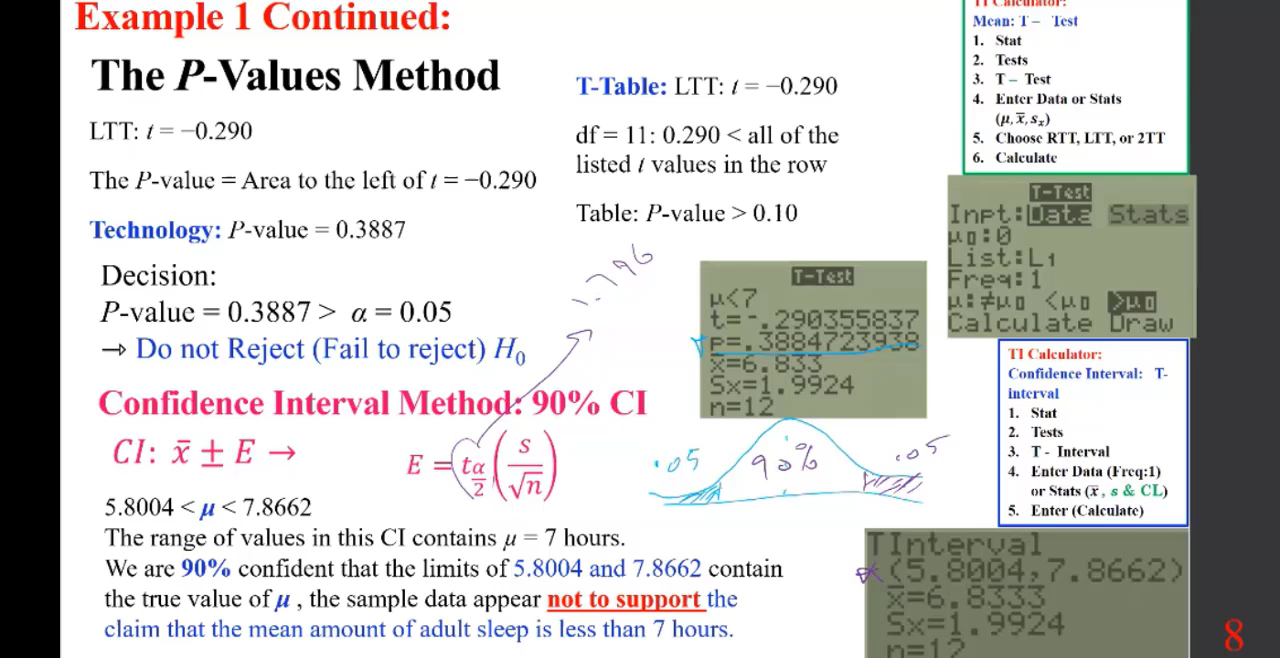 Example 1 Continued:
The P-Values Method
LTT: t = −0.290
The P-value = Area to the left of t = −0.290
Technology: P-value = 0.3887
Decision:
P-value = 0.3887 > α = 0.05
→ Do not Reject (Fail to reject) H₀
Confidence Interval Method: 90% CI
CI: x̄ ± E →
E = t α/2 (s/√n)
5.8004 < μ < 7.8662
The range of values in this CI contains μ = 7 hours.
We are 90% confident that the limits of 5.8004 and 7.8662 contain
the true value of μ , the sample data appear not to support the
claim that the mean amount of adult sleep is less than 7 hours.
T-Table: LTT: t = −0.290
df = 11: 0.290 < all of the
listed t values in the row
Table: P-value > 0.10
1.796
T-Test
μ<7
t=-.290355837
p=.3884723938
x̄=6.833
Sx=1.9924
n=12
.05
90%
.05
TI Calculator:
Mean: T – Test
1. Stat
2. Tests
3. T – Test
4. Enter Data or Stats
(μ, x̄, sₓ)
5. Choose RTT, LTT, or 2TT
6. Calculate
T-Test
Inpt:Data Stats
μ0:0
List:L1
Freq:1
μ:≠μ0 <μ0 >μ0
Calculate Draw
TI Calculator:
Confidence Interval: T-
interval
1. Stat
2. Tests
3. T - Interval
4. Enter Data (Freq:1)
or Stats (x̄ , s & CL)
5. Enter (Calculate)
TInterval
(5.8004,7.8662)
x̄=6.8333
Sx=1.9924
n=12
8